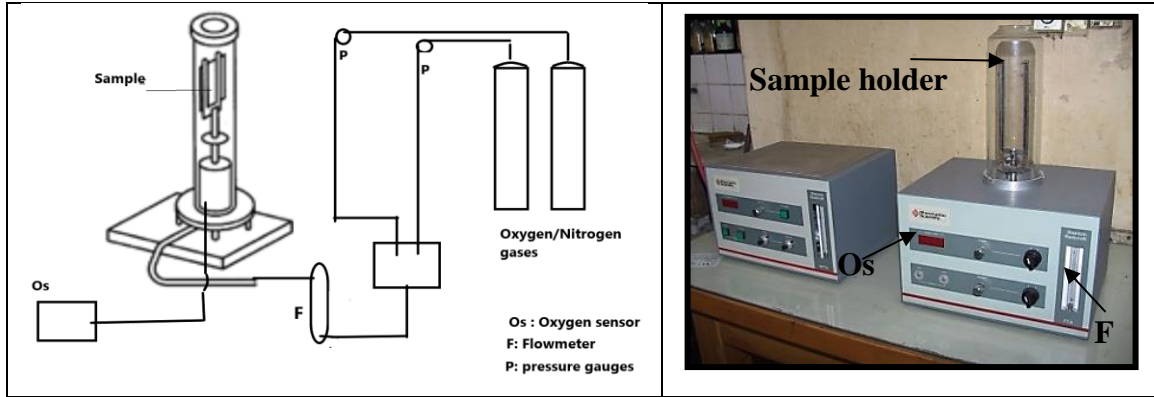 Sample
P
P
Oxygen/Nitrogen
gases
Os
F
Os : Oxygen sensor
F: Flowmeter
P: pressure gauges
Sample holder
Os
F